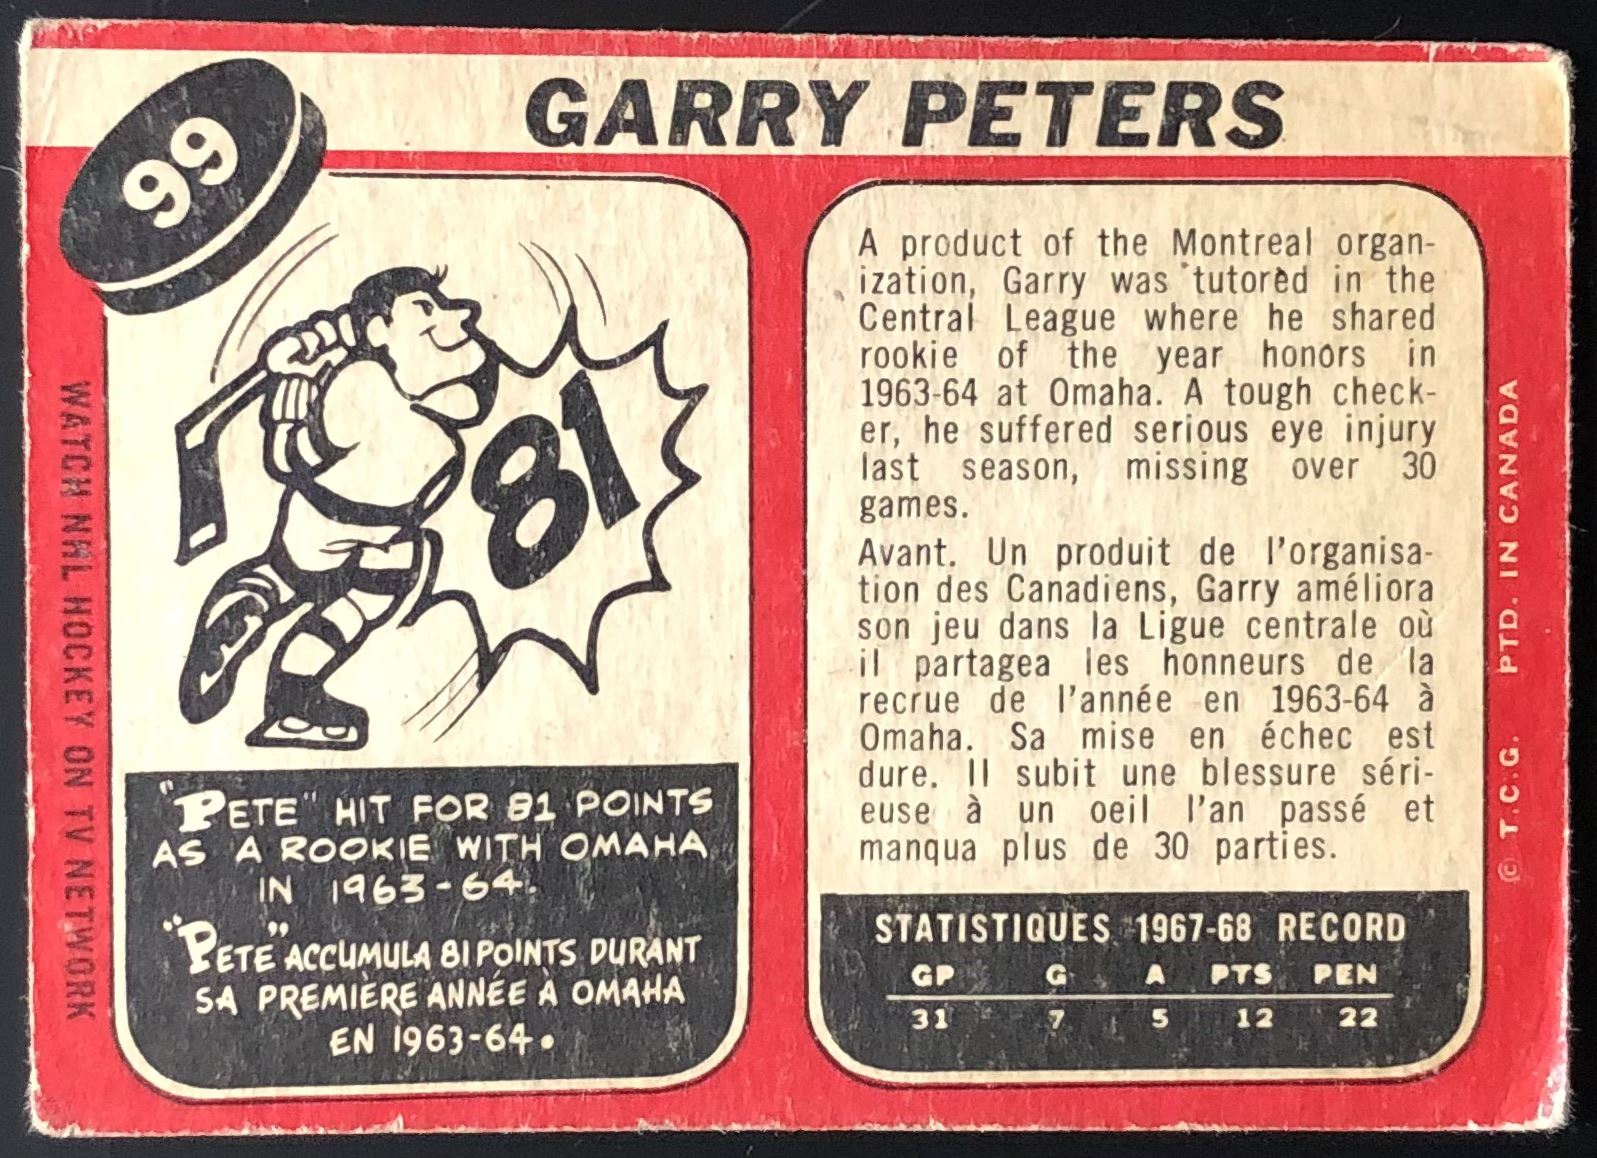 99
GARRY PETERS
81
"PETE" HIT FOR 81 POINTS
AS A ROOKIE WITH OMAHA
IN 1963-64.
"PETE" ACCUMULA 81 POINTS DURANT
SA PREMIÈRE ANNÉE À OMAHA
EN 1963-64.
A product of the Montreal organ-
ization, Garry was tutored in the
Central League where he shared
rookie of the year honors in
1963-64 at Omaha. A tough check-
er, he suffered serious eye injury
last season, missing over 30
games.
Avant. Un produit de l'organisa-
tion des Canadiens, Garry améliora
son jeu dans la Ligue centrale où
il partagea les honneurs de la
recrue de l'année en 1963-64 à
Omaha. Sa mise en échec est
dure. Il subit une blessure séri-
euse à un oeil l'an passé et
manqua plus de 30 parties.
STATISTIQUES 1967-68 RECORD
GP G A PTS PEN
31 7 5 12 22
WATCH NHL HOCKEY ON TV NETWORK
© T.C.G. PTD. IN CANADA